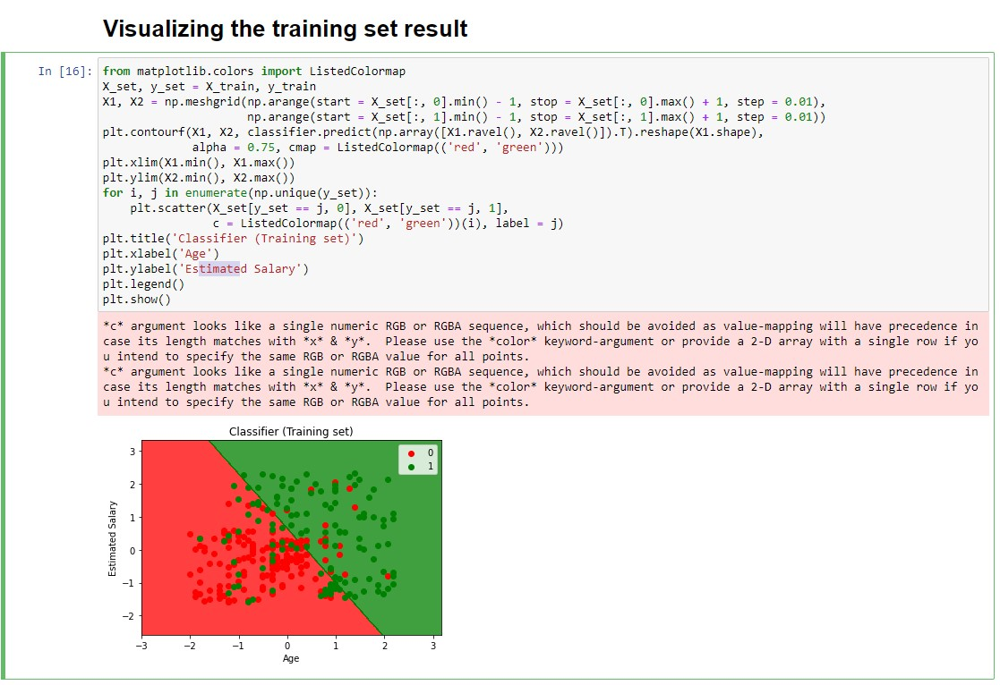 Visualizing the training set result
In [16]: from matplotlib.colors import ListedColormap
X_set, y_set = X_train, y_train
X1, X2 = np.meshgrid(np.arange(start = X_set[:, 0].min() - 1, stop = X_set[:, 0].max() + 1, step = 0.01),
                     np.arange(start = X_set[:, 1].min() - 1, stop = X_set[:, 1].max() + 1, step = 0.01))
plt.contourf(X1, X2, classifier.predict(np.array([X1.ravel(), X2.ravel()]).T).reshape(X1.shape),
             alpha = 0.75, cmap = ListedColormap(('red', 'green')))
plt.xlim(X1.min(), X1.max())
plt.ylim(X2.min(), X2.max())
for i, j in enumerate(np.unique(y_set)):
    plt.scatter(X_set[y_set == j, 0], X_set[y_set == j, 1],
                c = ListedColormap(('red', 'green'))(i), label = j)
plt.title('Classifier (Training set)')
plt.xlabel('Age')
plt.ylabel('Estimated Salary')
plt.legend()
plt.show()
*c* argument looks like a single numeric RGB or RGBA sequence, which should be avoided as value-mapping will have precedence in
case its length matches with *x* & *y*.  Please use the *color* keyword-argument or provide a 2-D array with a single row if yo
u intend to specify the same RGB or RGBA value for all points.
*c* argument looks like a single numeric RGB or RGBA sequence, which should be avoided as value-mapping will have precedence in
case its length matches with *x* & *y*.  Please use the *color* keyword-argument or provide a 2-D array with a single row if yo
u intend to specify the same RGB or RGBA value for all points.
Classifier (Training set)
0
1
3
2
1
0
−1
−2
Estimated Salary
−3 −2 −1 0 1 2 3
Age